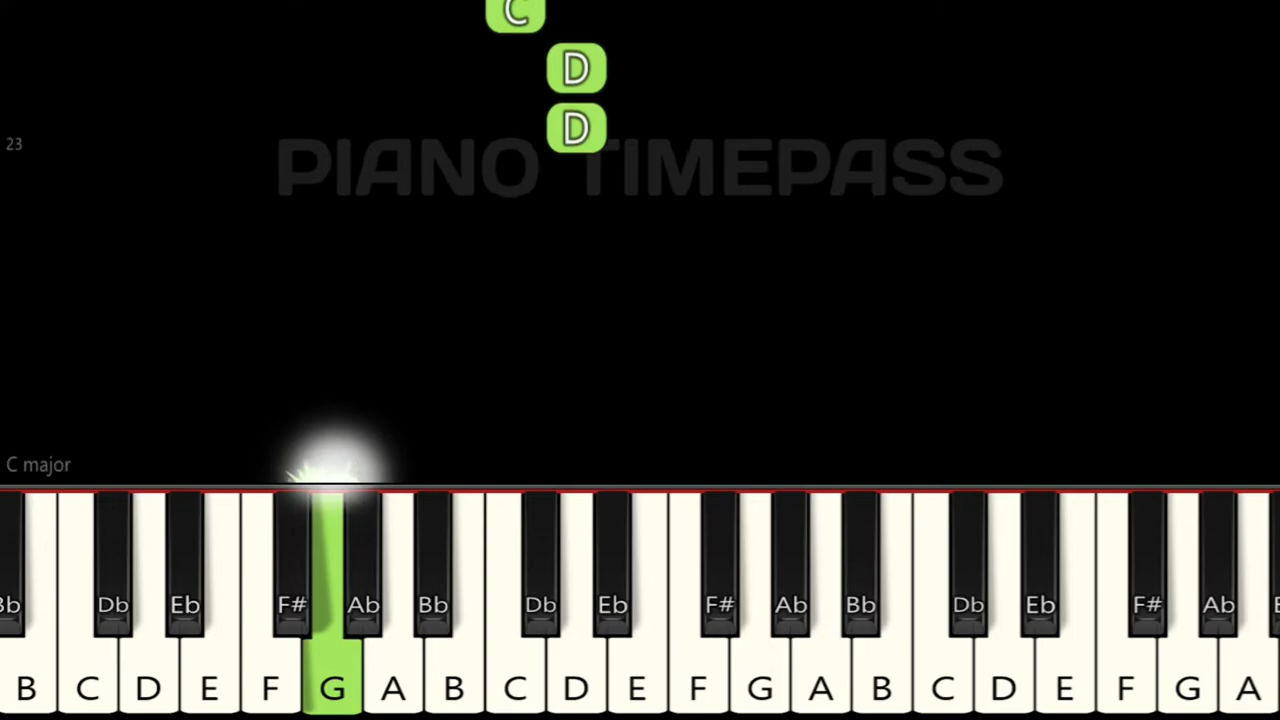 C
D
D
23
PIANO TIMEPASS
C major
Bb Db Eb F# Ab Bb Db Eb F# Ab Bb Db Eb F# Ab
B C D E F G A B C D E F G A B C D E F G A